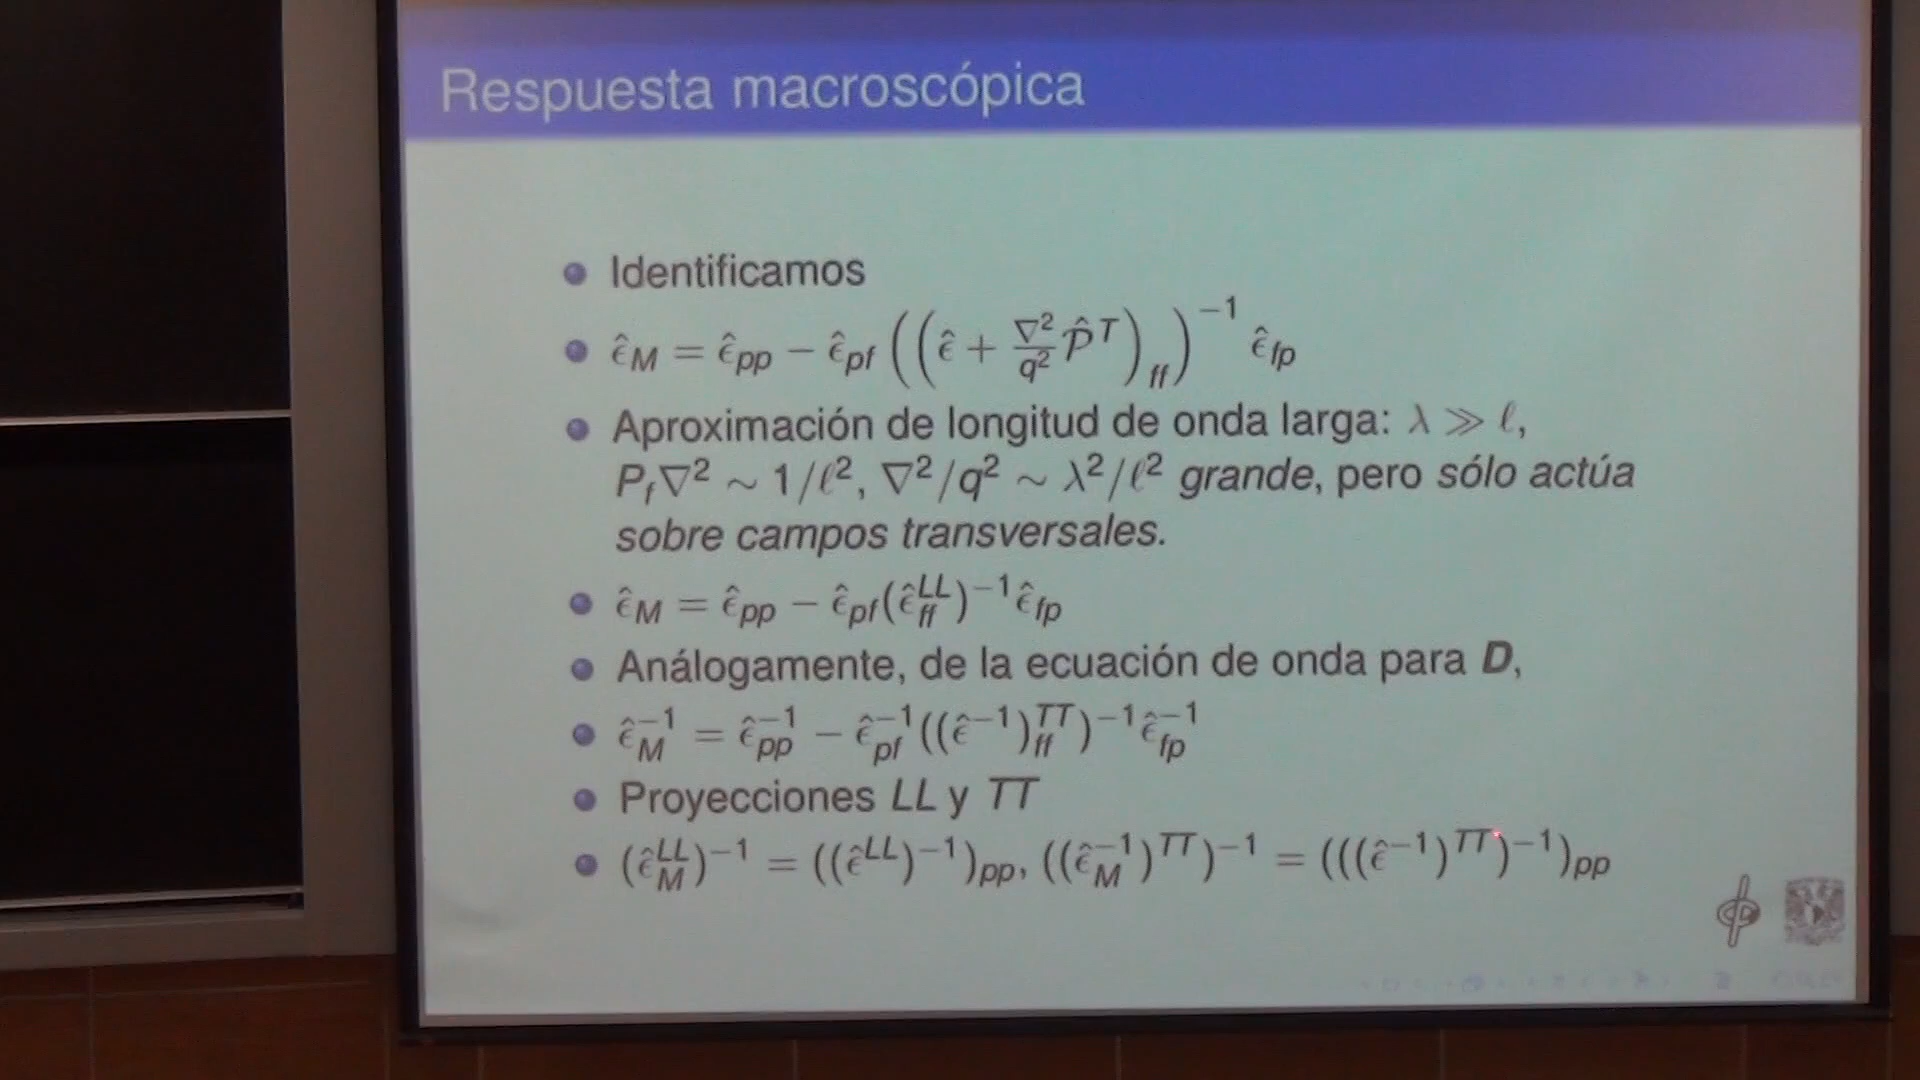 Respuesta macroscópica
Identificamos
ε̂_M = ε̂_pp − ε̂_pf ((ε̂ + ∇²/q² 𝒫̂^T)_ff)^−1 ε̂_fp
Aproximación de longitud de onda larga: λ ≫ ℓ,
P_f∇² ∼ 1/ℓ², ∇²/q² ∼ λ²/ℓ² grande, pero sólo actúa
sobre campos transversales.
ε̂_M = ε̂_pp − ε̂_pf(ε̂_ff^LL)^−1 ε̂_fp
Análogamente, de la ecuación de onda para D,
ε̂_M^−1 = ε̂_pp^−1 − ε̂_pf^−1((ε̂^−1)_ff^TT)^−1 ε̂_fp^−1
Proyecciones LL y TT
(ε̂_M^LL)^−1 = ((ε̂^LL)^−1)_pp, ((ε̂_M^−1)^TT)^−1 = (((ε̂^−1)^TT)^−1)_pp